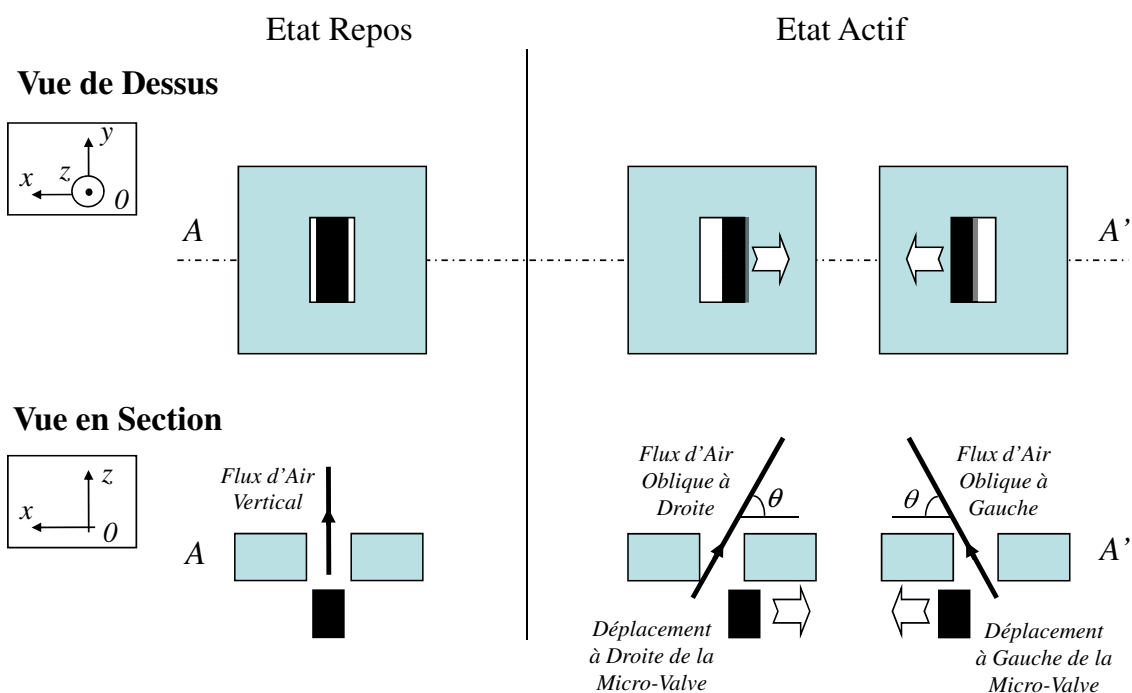 Etat Repos
Etat Actif
Vue de Dessus
y
x
z
0
A
A'
Vue en Section
z
x
0
Flux d'Air
Vertical
A
Flux d'Air
Oblique à
Droite
θ
Flux d'Air
Oblique à
Gauche
θ
A'
Déplacement
à Droite de la
Micro-Valve
Déplacement
à Gauche de la
Micro-Valve